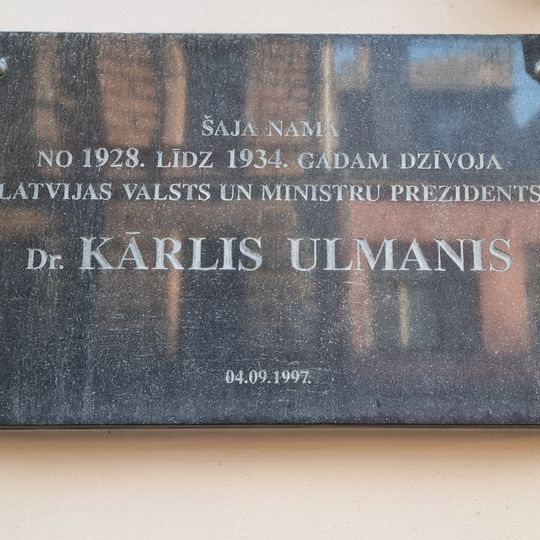 ŠAJĀ NAMĀ
NO 1928. LĪDZ 1934. GADAM DZĪVOJA
LATVIJAS VALSTS UN MINISTRU PREZIDENTS
Dr. KĀRLIS ULMANIS
04.09.1997.